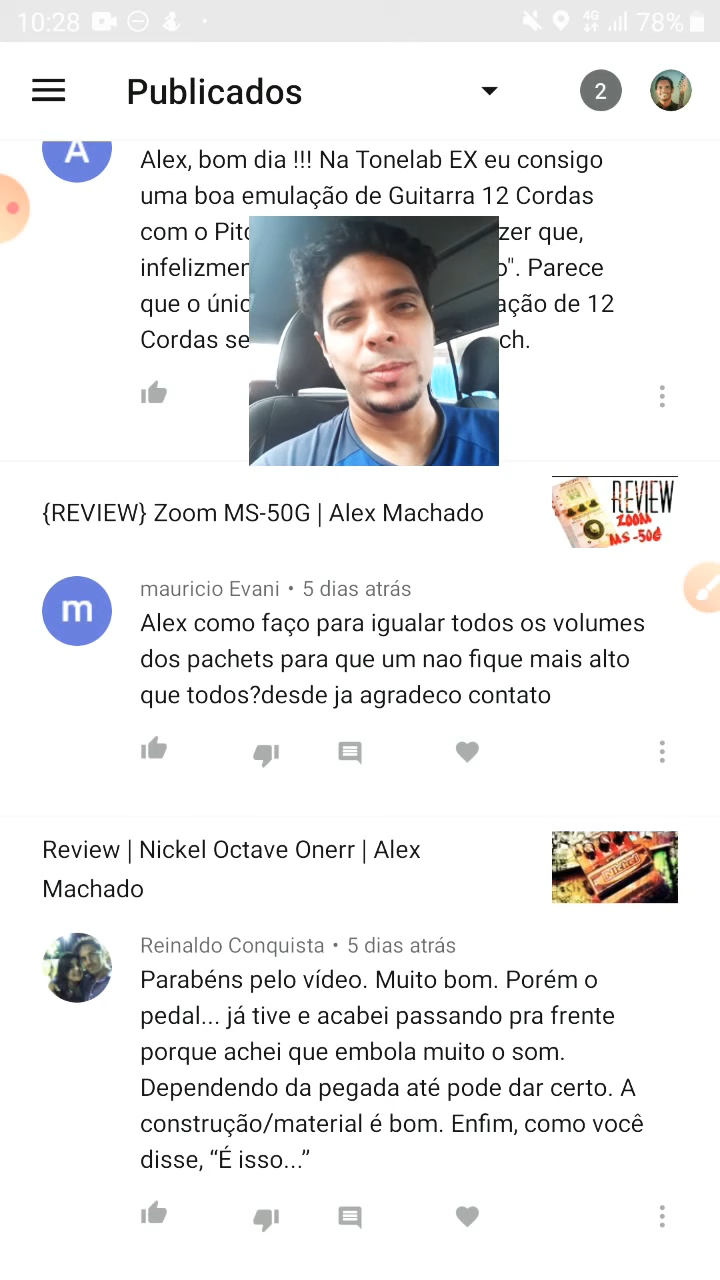 10:28
4G
78%
Publicados
2
A
Alex, bom dia !!! Na Tonelab EX eu consigo
uma boa emulação de Guitarra 12 Cordas
com o
zer que,
Parece
que o
ação de 12
Cordas
ch.
{REVIEW} Zoom MS-50G | Alex Machado
REVIEW
ZOOM
MS-50G
m
mauricio Evani • 5 dias atrás
Alex como faço para igualar todos os volumes
dos pachets para que um nao fique mais alto
que todos?desde ja agradeco contato
Review | Nickel Octave Onerr | Alex
Machado
Nickel
Reinaldo Conquista • 5 dias atrás
Parabéns pelo vídeo. Muito bom. Porém o
pedal... já tive e acabei passando pra frente
porque achei que embola muito o som.
Dependendo da pegada até pode dar certo. A
construção/material é bom. Enfim, como você
disse, “É isso...”